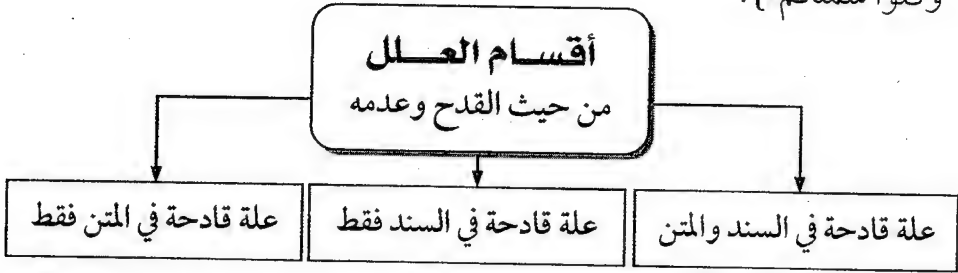 أقسام العلل
من حيث القدح وعدمه
علة قادحة في السند والمتن
علة قادحة في السند فقط
علة قادحة في المتن فقط